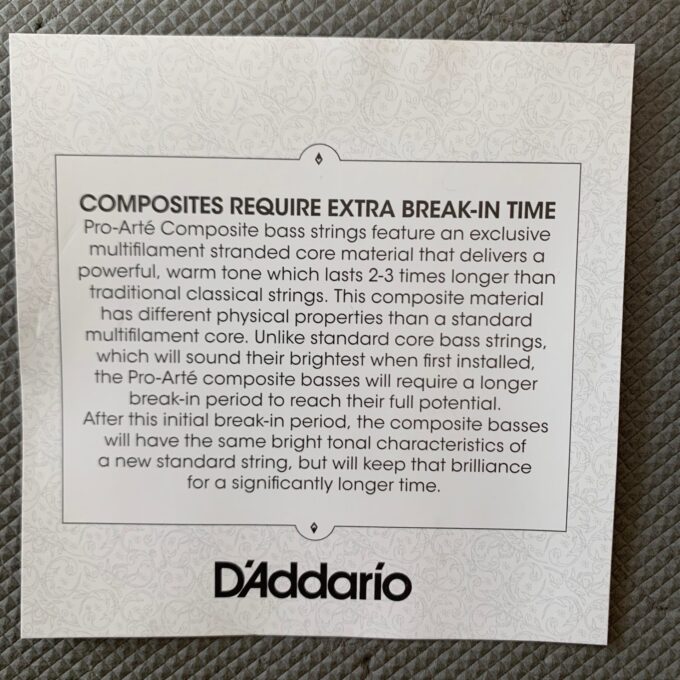 COMPOSITES REQUIRE EXTRA BREAK-IN TIME
Pro-Arté Composite bass strings feature an exclusive
multifilament stranded core material that delivers a
powerful, warm tone which lasts 2-3 times longer than
traditional classical strings. This composite material
has different physical properties than a standard
multifilament core. Unlike standard core bass strings,
which will sound their brightest when first installed,
the Pro-Arté composite basses will require a longer
break-in period to reach their full potential.
After this initial break-in period, the composite basses
will have the same bright tonal characteristics of
a new standard string, but will keep that brilliance
for a significantly longer time.
D'Addario